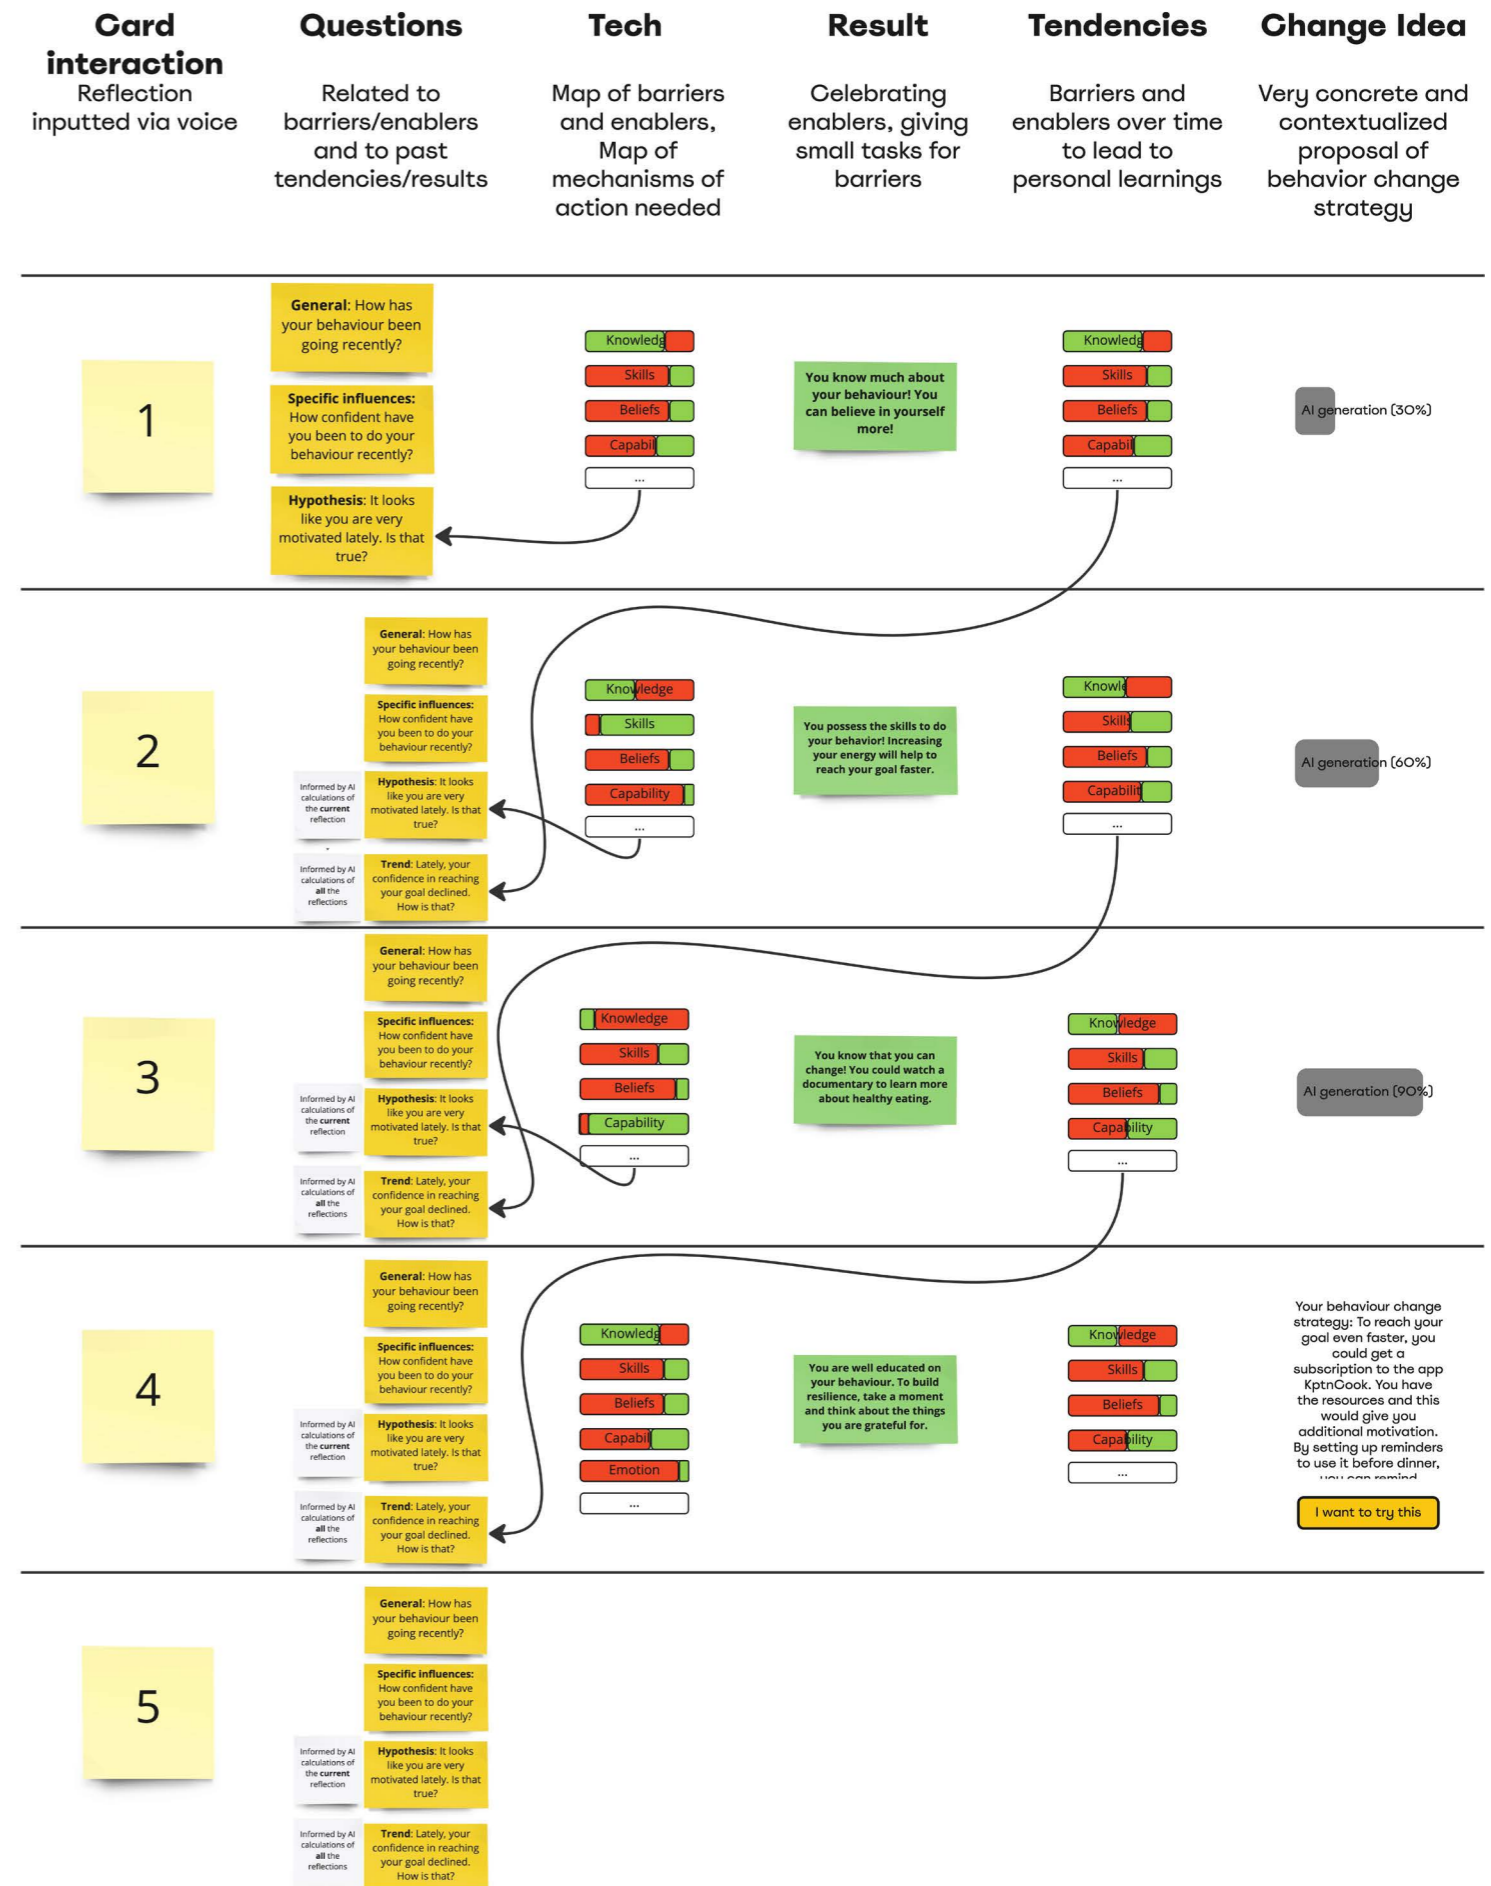 Card
interaction
Reflection
inputted via voice
Questions
Related to
barriers/enablers
and to past
tendencies/results
Tech
Map of barriers
and enablers,
Map of
mechanisms of
action needed
Result
Celebrating
enablers, giving
small tasks for
barriers
Tendencies
Barriers and
enablers over time
to lead to
personal learnings
Change Idea
Very concrete and
contextualized
proposal of
behavior change
strategy
1
General: How has
your behaviour been
going recently?
Specific influences:
How confident have
you been to do your
behaviour recently?
Hypothesis: It looks
like you are very
motivated lately. Is that
true?
Knowledg
Skills
Beliefs
Capabil
...
You know much about
your behaviour! You
can believe in yourself
more!
Knowledg
Skills
Beliefs
Capabil
...
AI generation (30%)
2
General: How has
your behaviour been
going recently?
Specific influences:
How confident have
you been to do your
behaviour recently?
Informed by AI
calculations of
the current
reflection
Hypothesis: It looks
like you are very
motivated lately. Is that
true?
Informed by AI
calculations of
all the
reflections
Trend: Lately, your
confidence in reaching
your goal declined.
How is that?
Knowledge
Skills
Beliefs
Capability
...
You possess the skills to do
your behavior! Increasing
your energy will help to
reach your goal faster.
Knowle
Skills
Beliefs
Capabilit
...
AI generation (60%)
3
General: How has
your behaviour been
going recently?
Specific influences:
How confident have
you been to do your
behaviour recently?
Informed by AI
calculations of
the current
reflection
Hypothesis: It looks
like you are very
motivated lately. Is that
true?
Informed by AI
calculations of
all the
reflections
Trend: Lately, your
confidence in reaching
your goal declined.
How is that?
Knowledge
Skills
Beliefs
Capability
...
You know that you can
change! You could watch a
documentary to learn more
about healthy eating.
Knowledge
Skills
Beliefs
Capability
...
AI generation (90%)
4
General: How has
your behaviour been
going recently?
Specific influences:
How confident have
you been to do your
behaviour recently?
Informed by AI
calculations of
the current
reflection
Hypothesis: It looks
like you are very
motivated lately. Is that
true?
Informed by AI
calculations of
all the
reflections
Trend: Lately, your
confidence in reaching
your goal declined.
How is that?
Knowledg
Skills
Beliefs
Capabil
Emotion
...
You are well educated on
your behaviour. To build
resilience, take a moment
and think about the things
you are grateful for.
Knowledge
Skills
Beliefs
Capability
...
Your behaviour change
strategy: To reach your
goal even faster, you
could get a
subscription to the app
KptnCook. You have
the resources and this
would give you
additional motivation.
By setting up reminders
to use it before dinner,
you can remind
I want to try this
5
General: How has
your behaviour been
going recently?
Specific influences:
How confident have
you been to do your
behaviour recently?
Informed by AI
calculations of
the current
reflection
Hypothesis: It looks
like you are very
motivated lately. Is that
true?
Informed by AI
calculations of
all the
reflections
Trend: Lately, your
confidence in reaching
your goal declined.
How is that?